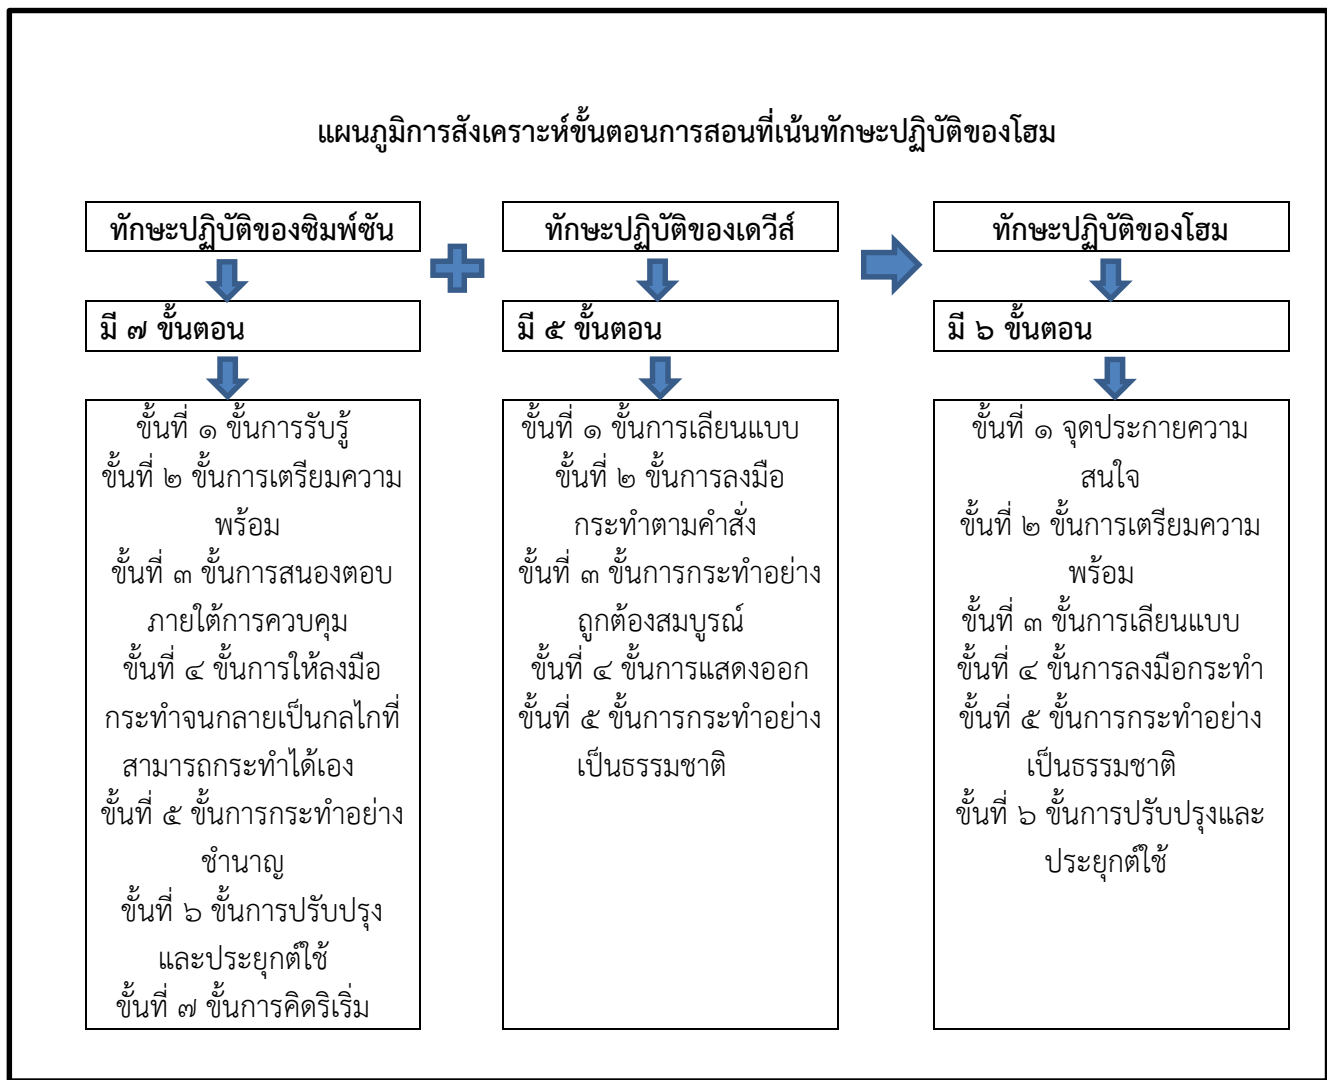 แผนภูมิการสังเคราะห์ขั้นตอนการสอนที่เน้นทักษะปฏิบัติของโฮม
ทักษะปฏิบัติของซิมพ์ซัน
มี ๗ ขั้นตอน
ขั้นที่ ๑ ขั้นการรับรู้
ขั้นที่ ๒ ขั้นการเตรียมความ
พร้อม
ขั้นที่ ๓ ขั้นการสนองตอบ
ภายใต้การควบคุม
ขั้นที่ ๔ ขั้นการให้ลงมือ
กระทำจนกลายเป็นกลไกที่
สามารถกระทำได้เอง
ขั้นที่ ๕ ขั้นการกระทำอย่าง
ชำนาญ
ขั้นที่ ๖ ขั้นการปรับปรุง
และประยุกต์ใช้
ขั้นที่ ๗ ขั้นการคิดริเริ่ม
ทักษะปฏิบัติของเดวีส์
มี ๕ ขั้นตอน
ขั้นที่ ๑ ขั้นการเลียนแบบ
ขั้นที่ ๒ ขั้นการลงมือ
กระทำตามคำสั่ง
ขั้นที่ ๓ ขั้นการกระทำอย่าง
ถูกต้องสมบูรณ์
ขั้นที่ ๔ ขั้นการแสดงออก
ขั้นที่ ๕ ขั้นการกระทำอย่าง
เป็นธรรมชาติ
ทักษะปฏิบัติของโฮม
มี ๖ ขั้นตอน
ขั้นที่ ๑ จุดประกายความ
สนใจ
ขั้นที่ ๒ ขั้นการเตรียมความ
พร้อม
ขั้นที่ ๓ ขั้นการเลียนแบบ
ขั้นที่ ๔ ขั้นการลงมือกระทำ
ขั้นที่ ๕ ขั้นการกระทำอย่าง
เป็นธรรมชาติ
ขั้นที่ ๖ ขั้นการปรับปรุงและ
ประยุกต์ใช้